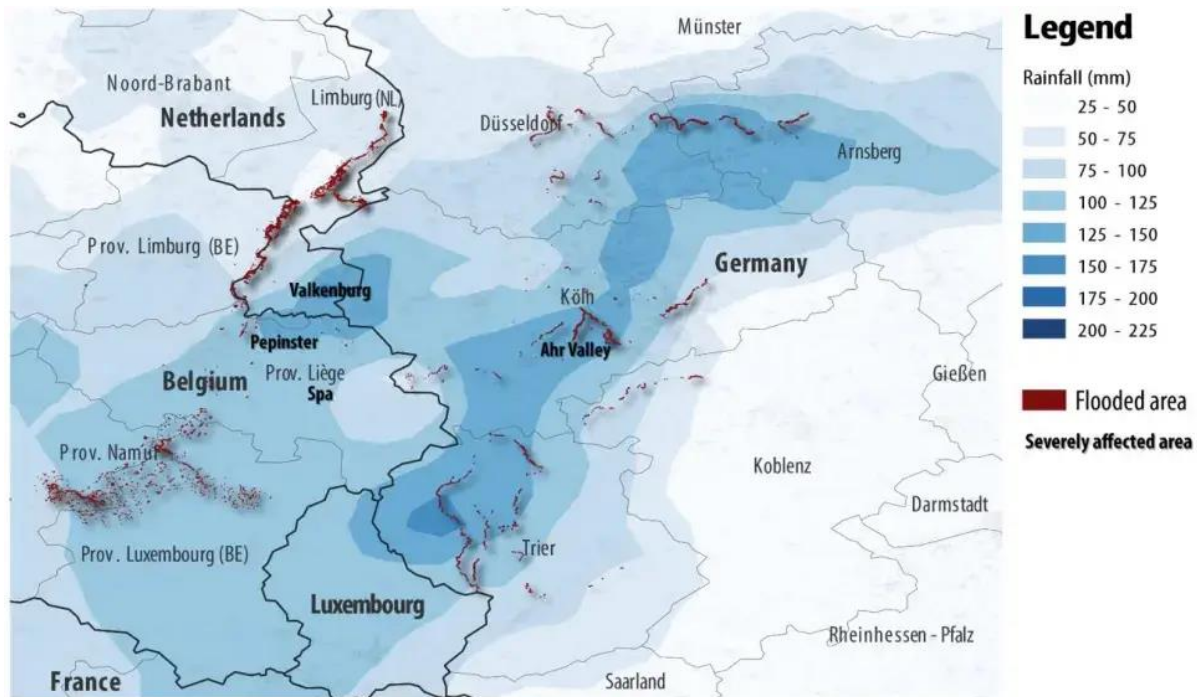 Münster
Noord-Brabant
Limburg (NL)
Netherlands
Düsseldorf
Arnsberg
Prov. Limburg (BE)
Germany
Valkenburg
Köln
Pepinster
Ahr Valley
Belgium
Prov. Liège
Spa
Gießen
Prov. Namur
Koblenz
Darmstadt
Prov. Luxembourg (BE)
Trier
Luxembourg
Rheinhessen - Pfalz
France
Saarland
Legend
Rainfall (mm)
25 - 50
50 - 75
75 - 100
100 - 125
125 - 150
150 - 175
175 - 200
200 - 225
Flooded area
Severely affected area